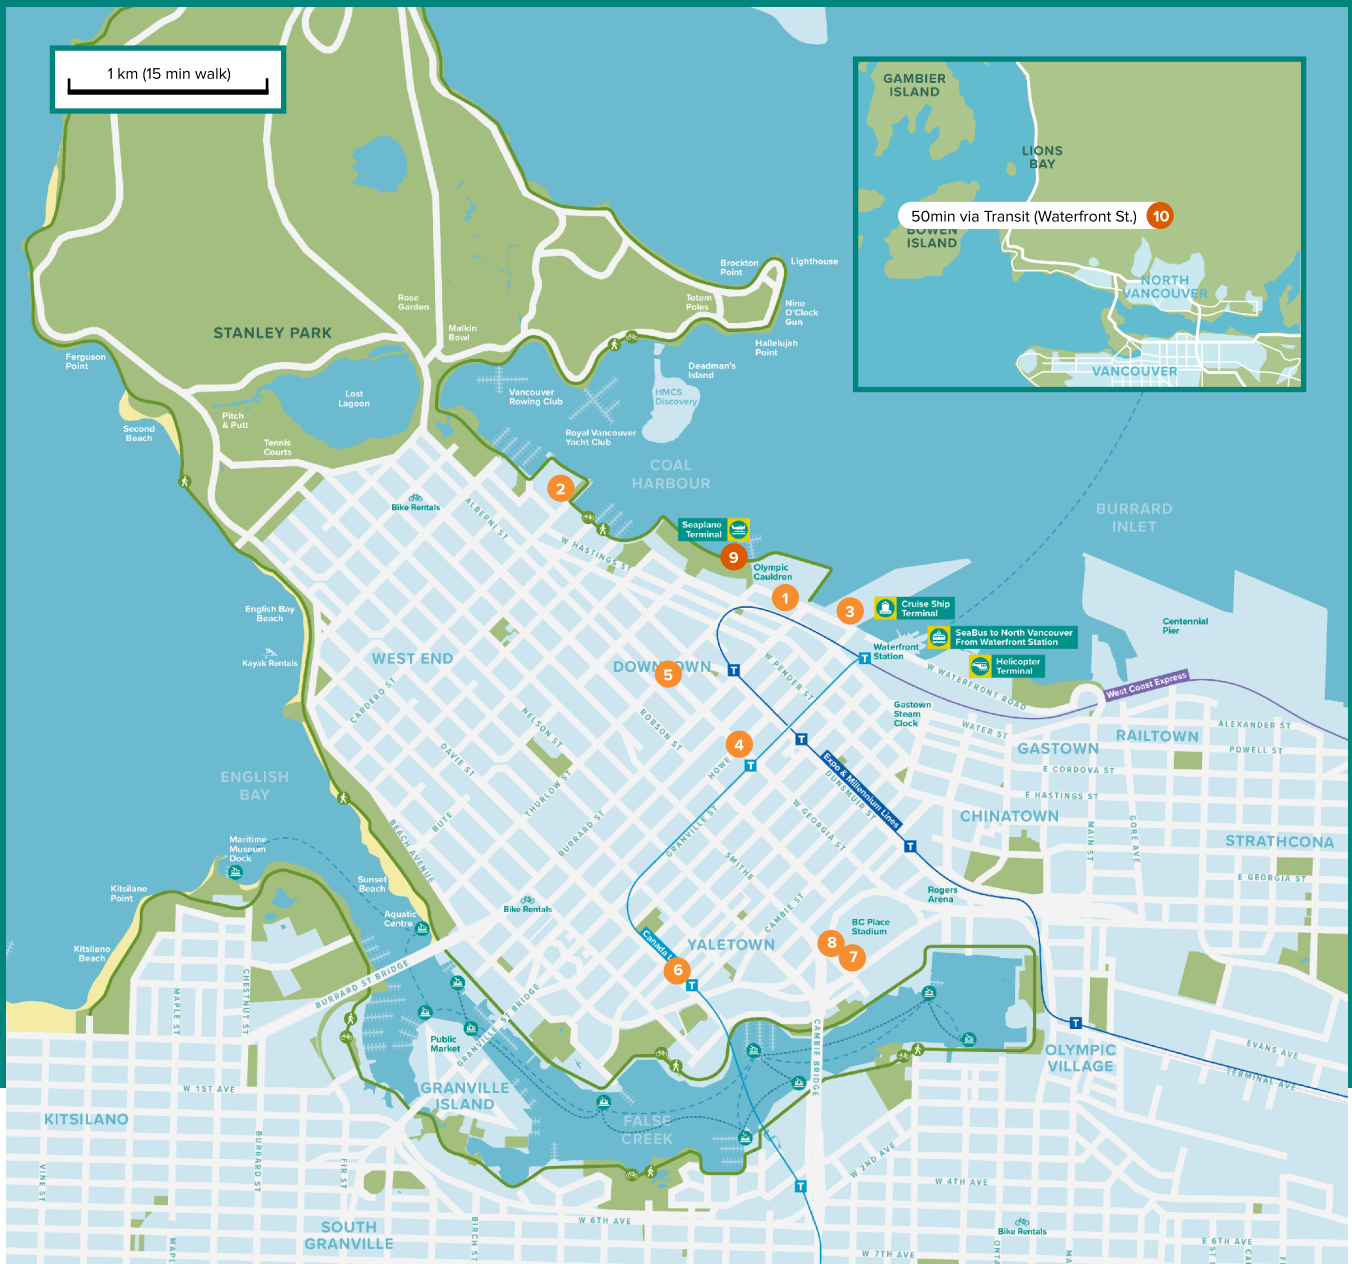 1 km (15 min walk)
GAMBIER
ISLAND
LIONS
BAY
50min via Transit (Waterfront St.) 10
BOWEN
ISLAND
NORTH
VANCOUVER
VANCOUVER
Brockton
Point
Lighthouse
Totem
Poles
Nine
O'Clock
Gun
Hallelujah
Point
Rose
Garden
STANLEY PARK
Malkin
Bowl
Ferguson
Point
Deadman's
Island
HMCS
Discovery
Vancouver
Rowing Club
Royal Vancouver
Yacht Club
Lost
Lagoon
Pitch
& Putt
Second
Beach
Tennis
Courts
COAL
HARBOUR
2
Bike Rentals
ALBERNI ST
W HASTINGS ST
BURRARD
INLET
Seaplane
Terminal
9
Olympic
Cauldron
1
3
Cruise Ship
Terminal
SeaBus to North Vancouver
From Waterfront Station
Helicopter
Terminal
Centennial
Pier
English Bay
Beach
Kayak Rentals
WEST END
DOWNTOWN
5
Waterfront
Station
T
T
W PENDER ST
W WATERFRONT ROAD
West Coast Express
CARDERO ST
NELSON ST
ROBSON ST
Gastown
Steam
Clock
WATER ST
ALEXANDER ST
RAILTOWN
GASTOWN
POWELL ST
4
T
T
HOWE
DAVIE ST
THURLOW ST
Expo & Millennium Lines
DUNSMUIR ST
E CORDOVA ST
E HASTINGS ST
ENGLISH
BAY
BUTE
BURRARD ST
GRANVILLE ST
W GEORGIA ST
CHINATOWN
MAIN ST
GORE AVE
STRATHCONA
T
BEACH AVENUE
SMITHE
E GEORGIA ST
Maritime
Museum
Dock
Kitsilano
Point
Sunset
Beach
Aquatic
Centre
Bike Rentals
CAMBIE ST
Rogers
Arena
BC Place
Stadium
8
7
YALETOWN
Canada L
6
T
Kitsilano
Beach
BURRARD ST BRIDGE
GRANVILLE ST BRIDGE
CHESTNUT ST
MAPLE ST
Public
Market
CAMBIE BRIDGE
T
OLYMPIC
VILLAGE
EVANS AVE
TERMINAL AVE
W 1ST AVE
GRANVILLE
ISLAND
KITSILANO
FALSE
CREEK
BURRARD ST
FIR ST
VINE ST
W 2ND AVE
W 4TH AVE
T
SOUTH
GRANVILLE
BIRCH ST
W 6TH AVE
Bike Rentals
W 7TH AVE
E 6TH AVE
MAPL
ONT
MA